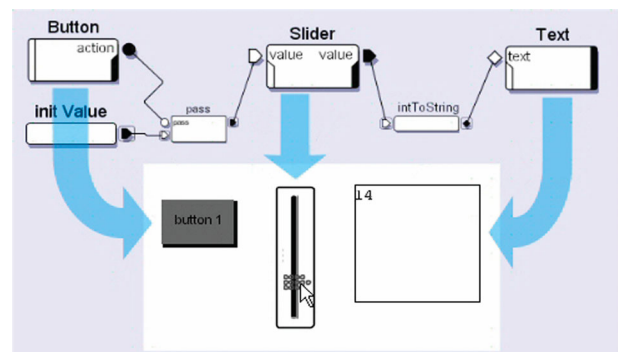 Button
Slider
Text
action
value value
text
init Value
pass
pass
intToString
button 1
14